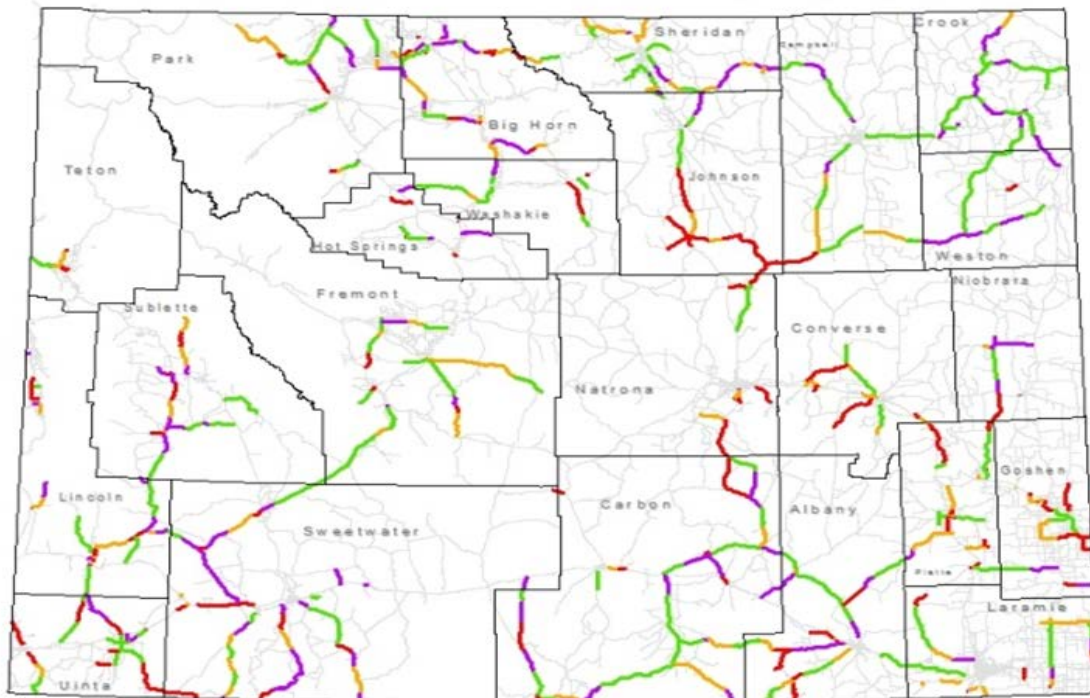 Sheridan
Crook
Campbell
Park
Big Horn
Teton
Johnson
Washakie
Hot Springs
Weston
Fremont
Niobrara
Sublette
Converse
Natrona
Goshen
Lincoln
Carbon
Albany
Sweetwater
Platte
Laramie
Uinta